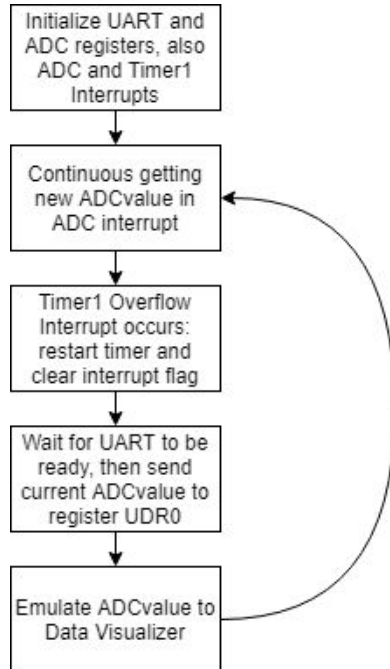 Initialize UART and
ADC registers, also
ADC and Timer1
Interrupts
Continuous getting
new ADCvalue in
ADC interrupt
Timer1 Overflow
Interrupt occurs:
restart timer and
clear interrupt flag
Wait for UART to be
ready, then send
current ADCvalue to
register UDR0
Emulate ADCvalue to
Data Visualizer